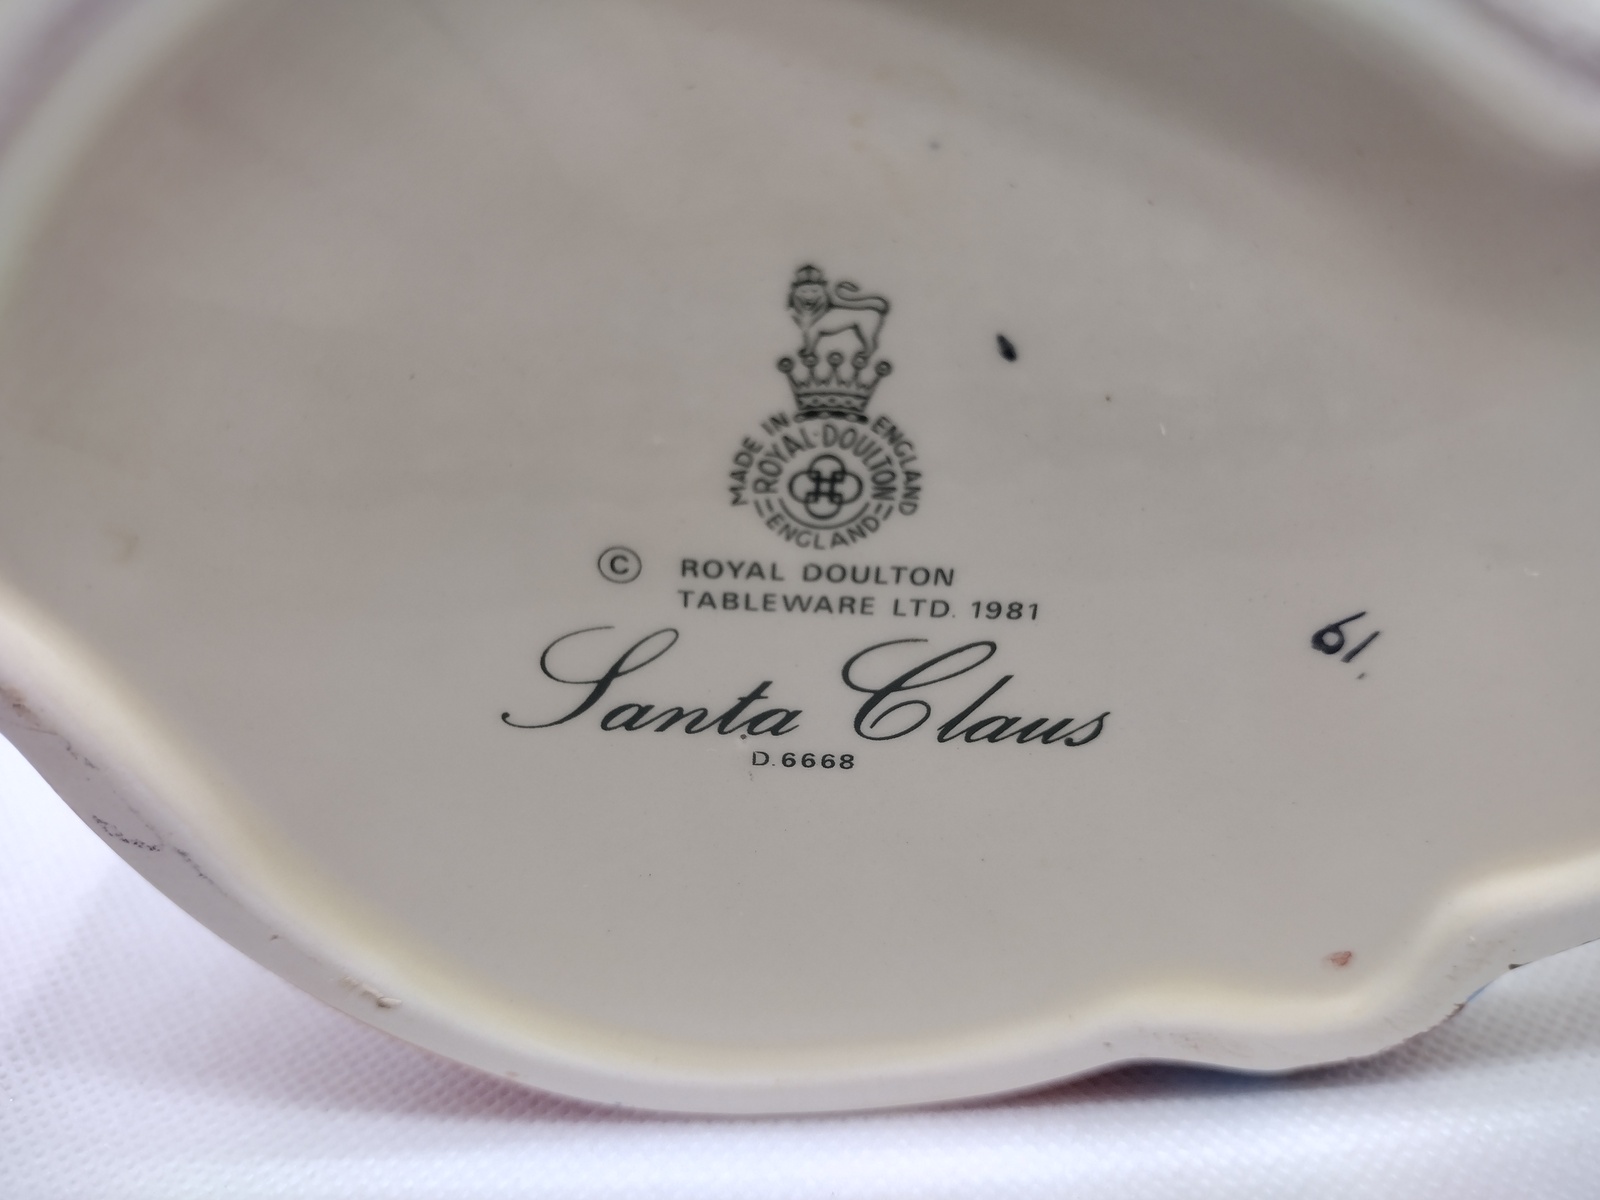 MADE IN ENGLAND
ROYAL·DOULTON
ENGLAND
© ROYAL DOULTON
TABLEWARE LTD. 1981
Santa Claus
D.6668
61.